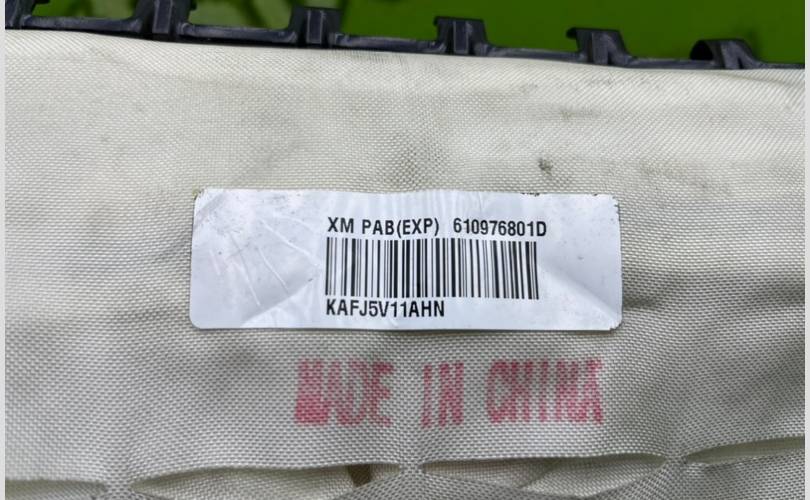 XM PAB(EXP) 610976801D
KAFJ5V11AHN
MADE IN CHINA